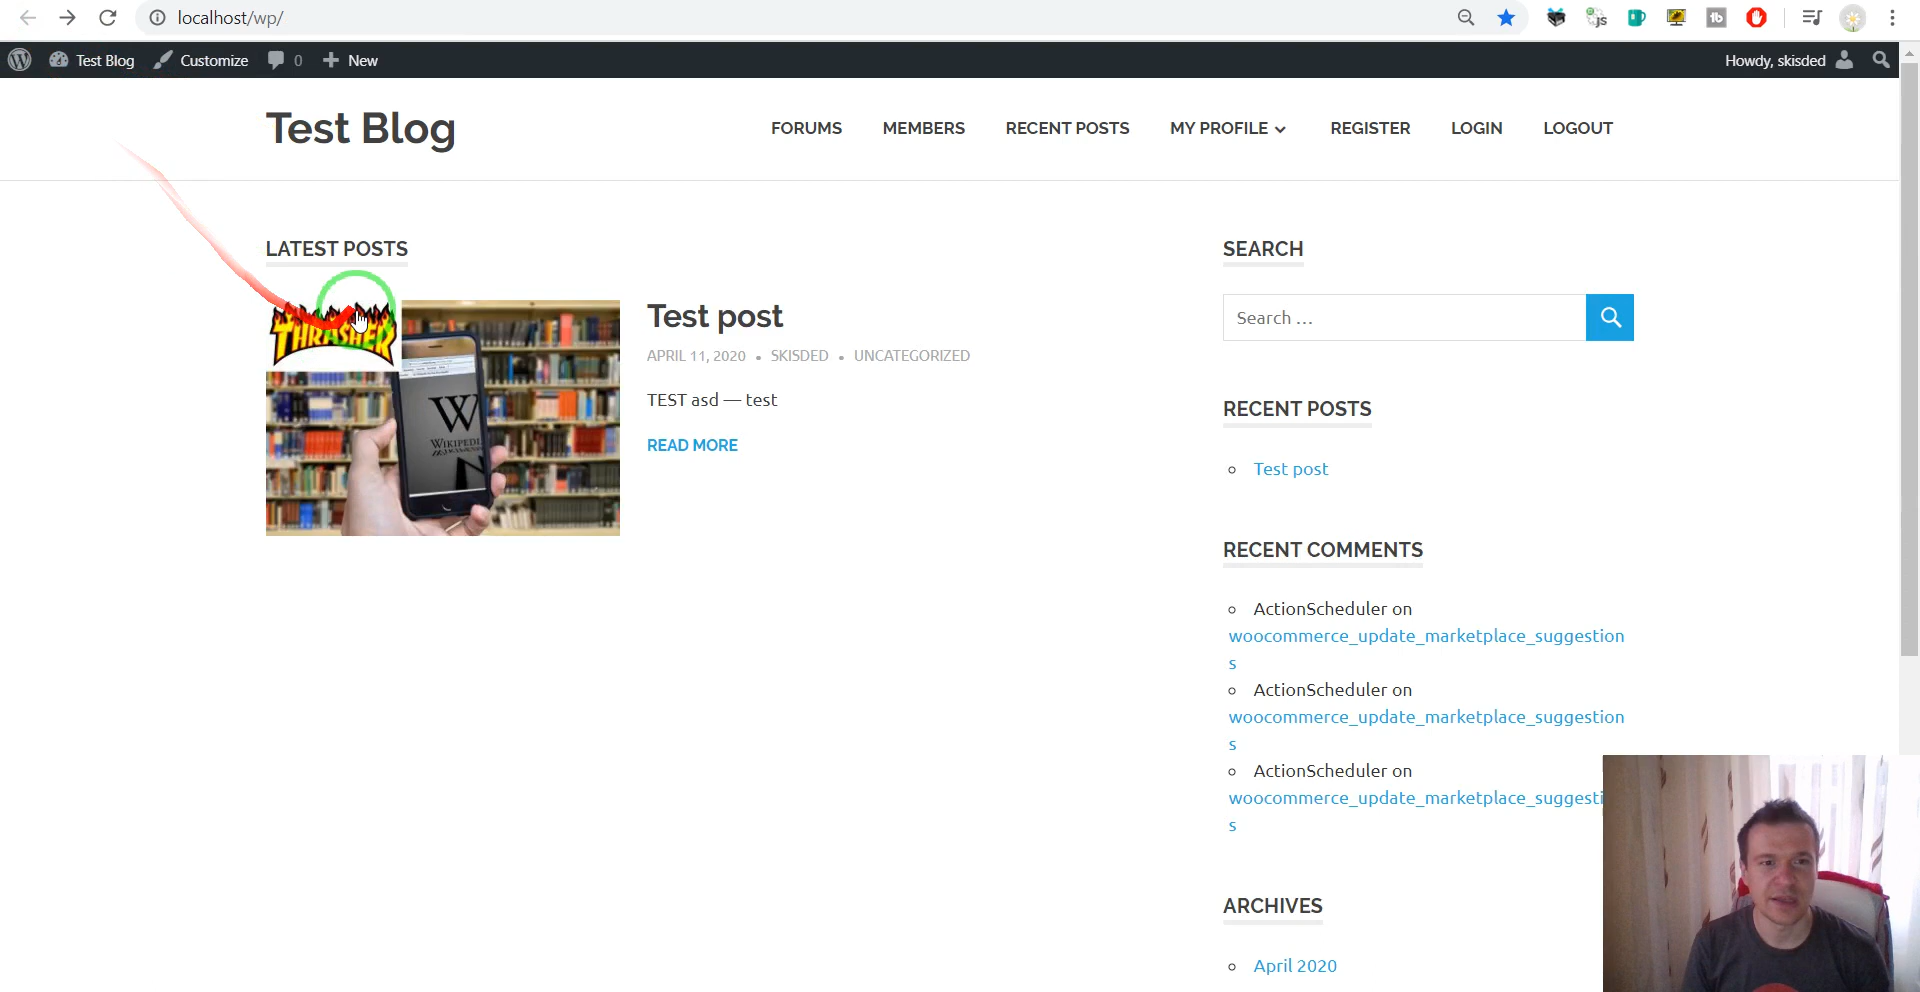 localhost/wp/
Test Blog
Customize
0
New
Howdy, skisded
Test Blog
FORUMS
MEMBERS
RECENT POSTS
MY PROFILE
REGISTER
LOGIN
LOGOUT
LATEST POSTS
THRASHER
WIKIPEDI
Test post
APRIL 11, 2020 • SKISDED • UNCATEGORIZED
TEST asd — test
READ MORE
SEARCH
Search …
RECENT POSTS
Test post
RECENT COMMENTS
ActionScheduler on
woocommerce_update_marketplace_suggestion
s
ActionScheduler on
woocommerce_update_marketplace_suggestion
s
ActionScheduler on
woocommerce_update_marketplace_suggesti
s
ARCHIVES
April 2020